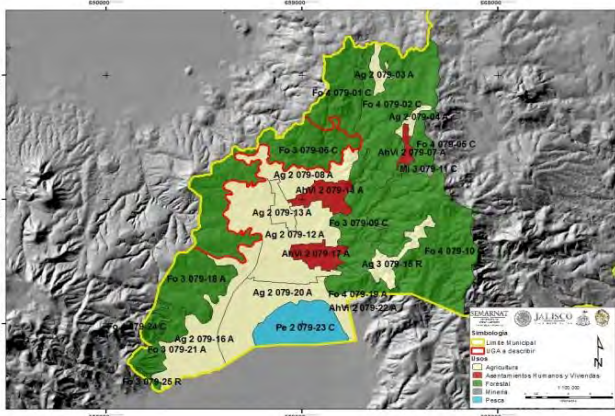 Ag 2 079-03 A
Fo 4 079-01 C
Fo 4 079-02 C
Ag 2 079-04 A
Fo 4 079-05 C
Fo 3 079-06 C
AhVi 2 079-07 A
Mi 3 079-11 C
Ag 2 079-08 A
AhVi 2 079-14 A
Ag 2 079-13 A
Fo 3 079-09 C
Ag 2 079-12 A
AhVi 2 079-17 A
Fo 4 079-10
Ag 3 079-15 R
Fo 3 079-18 A
Ag 2 079-20 A
Fo 4 079-19 A
AhVi 2 079-22 A
Pe 2 079-23 C
Ag 2 079-16 A
Fo 3 079-21 A
Fo 3 079-25 R
SEMARNAT
JALISCO
Simbología
Límite Municipal
UGA a describir
Usos
Agricultura
Asentamientos Humanos y Viviendas
Forestal
Minería
Pesca